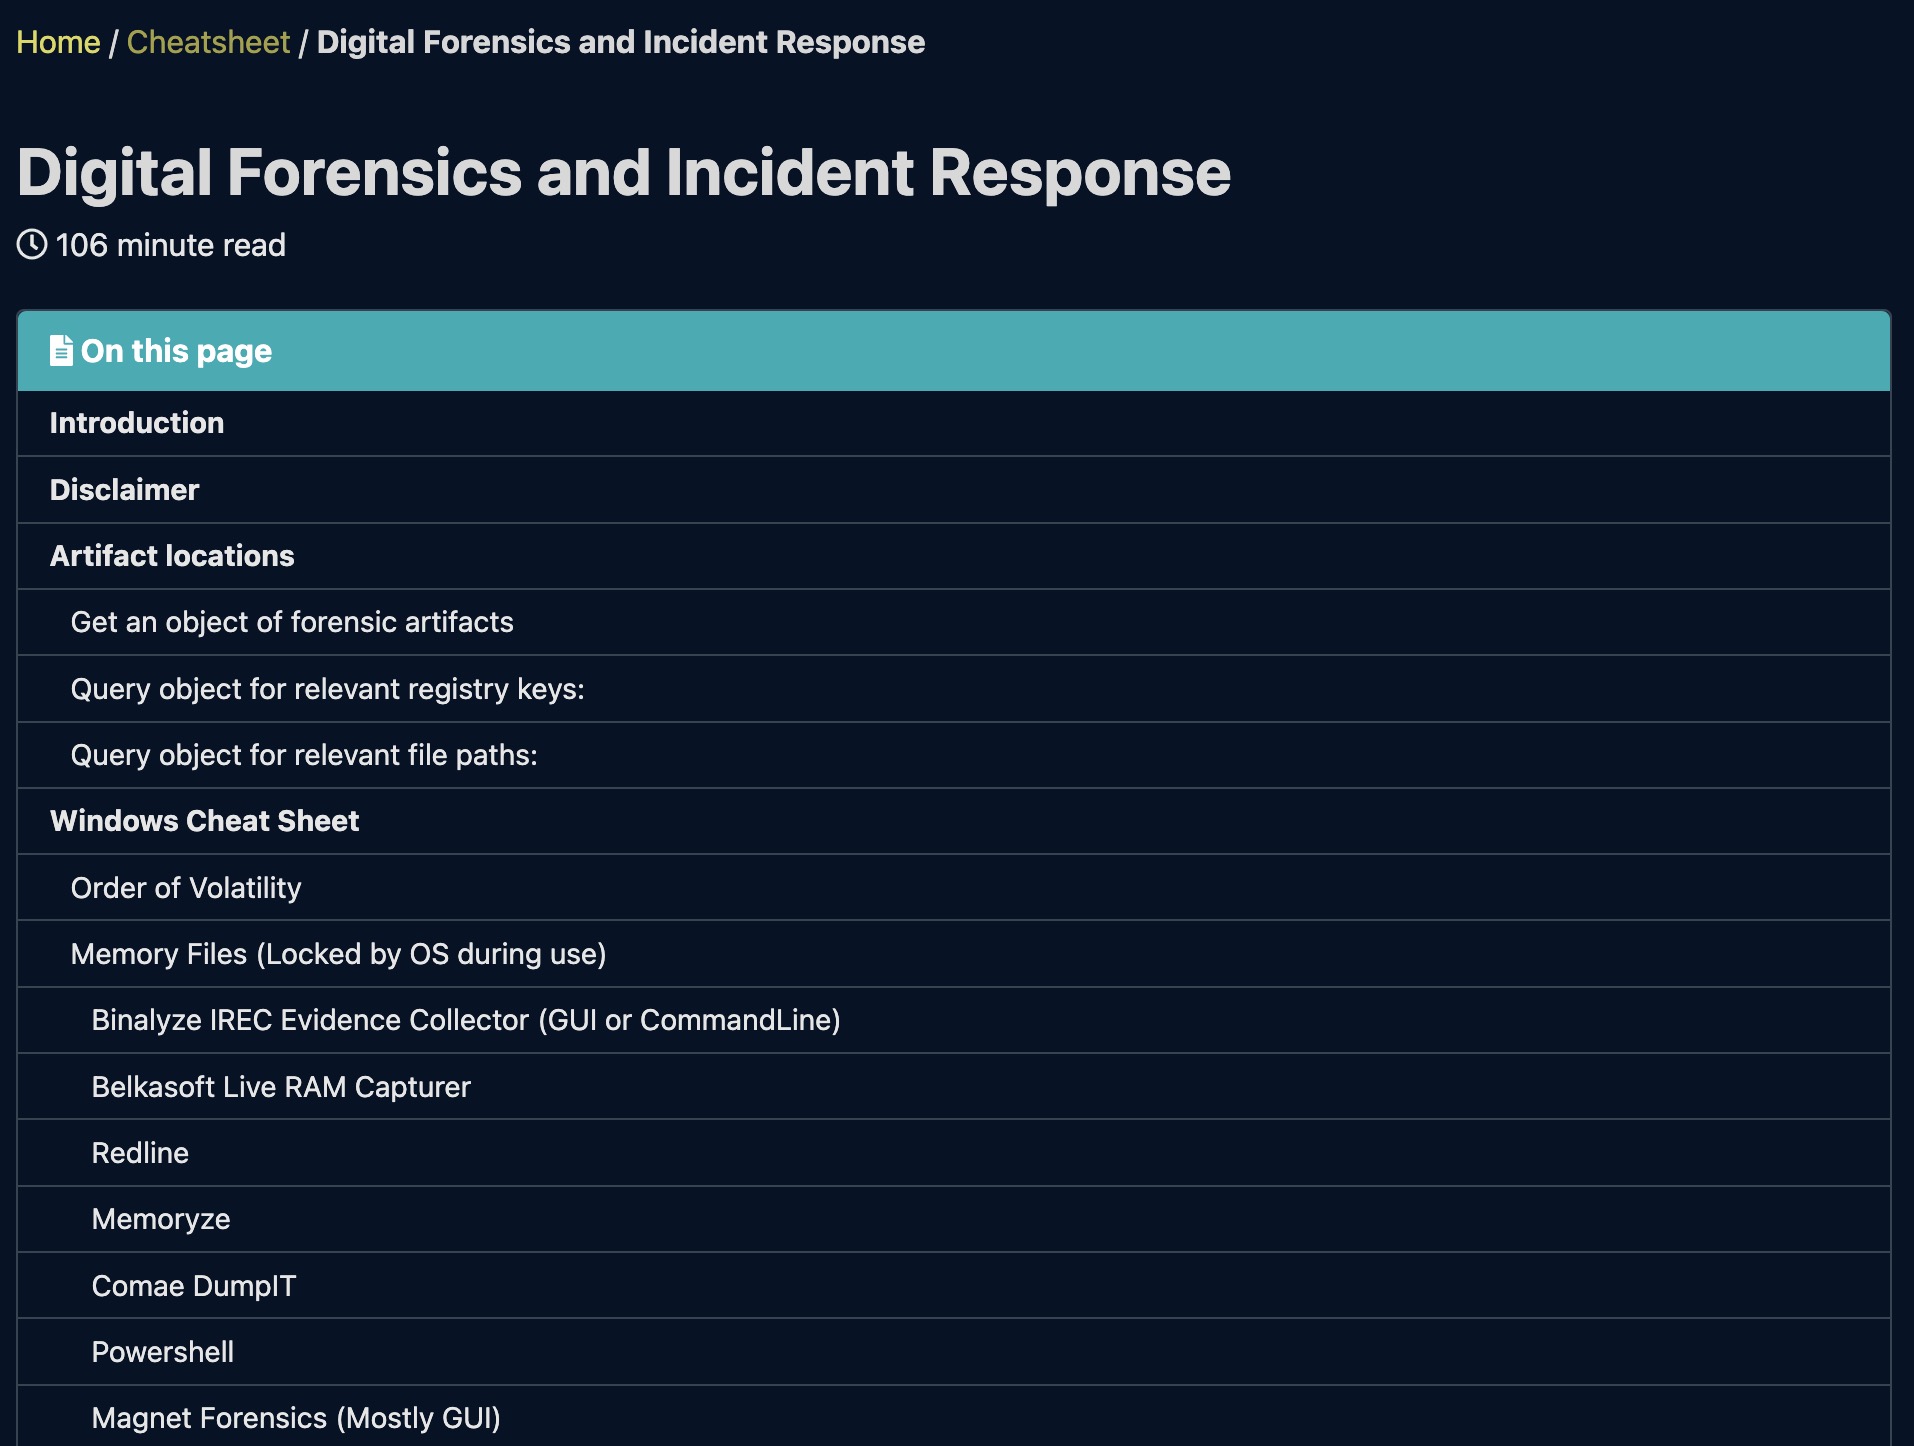 Home / Cheatsheet / Digital Forensics and Incident Response
Digital Forensics and Incident Response
106 minute read
On this page
Introduction
Disclaimer
Artifact locations
Get an object of forensic artifacts
Query object for relevant registry keys:
Query object for relevant file paths:
Windows Cheat Sheet
Order of Volatility
Memory Files (Locked by OS during use)
Binalyze IREC Evidence Collector (GUI or CommandLine)
Belkasoft Live RAM Capturer
Redline
Memoryze
Comae DumpIT
Powershell
Magnet Forensics (Mostly GUI)